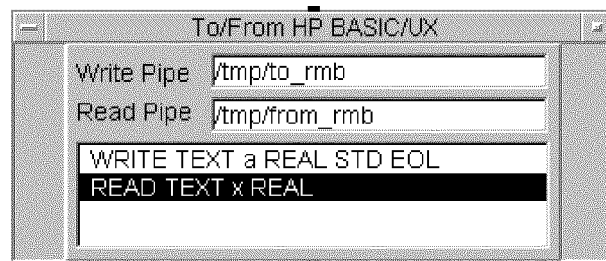 To/From HP BASIC/UX
Write Pipe /tmp/to_rmb
Read Pipe /tmp/from_rmb
WRITE TEXT a REAL STD EOL
READ TEXT x REAL